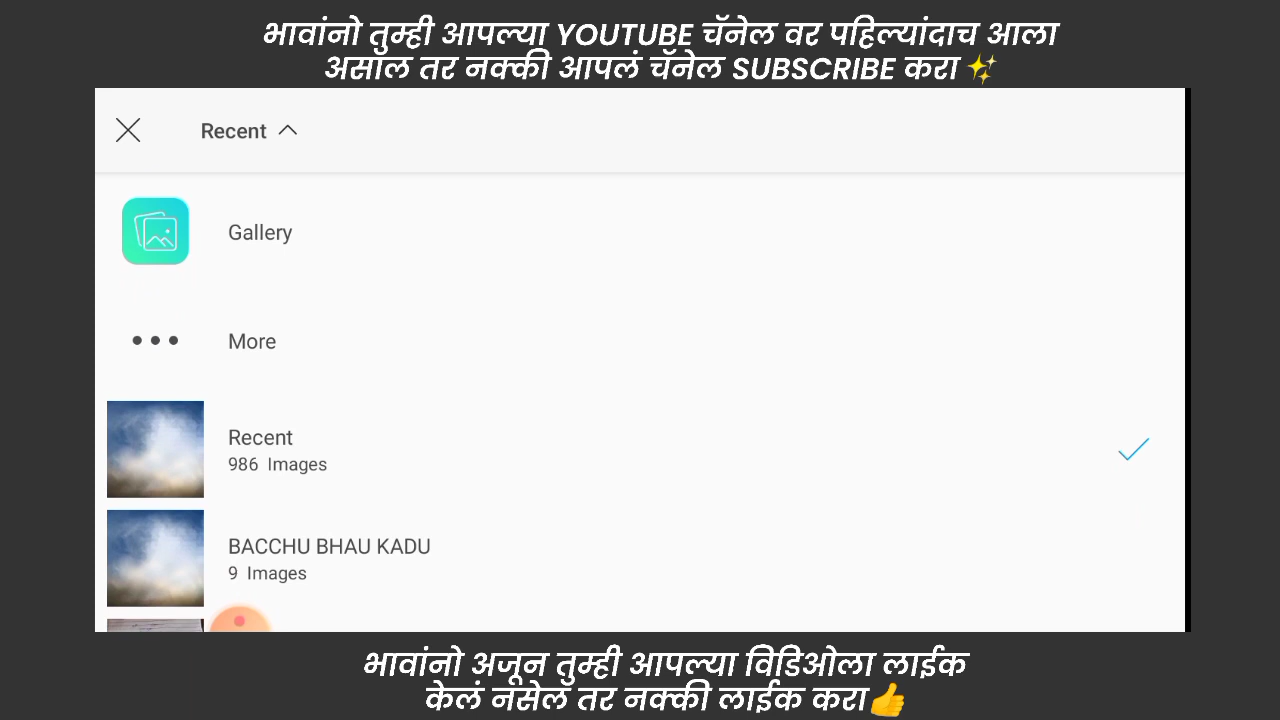 भावांनो तुम्ही आपल्या YOUTUBE चॅनेल वर पहिल्यांदाच आला
असाल तर नक्की आपलं चॅनेल SUBSCRIBE करा✨
Recent
Gallery
More
Recent
986 Images
BACCHU BHAU KADU
9 Images
भावांनो अजून तुम्ही आपल्या विडिओला लाईक
केलं नसेल तर नक्की लाईक करा👍